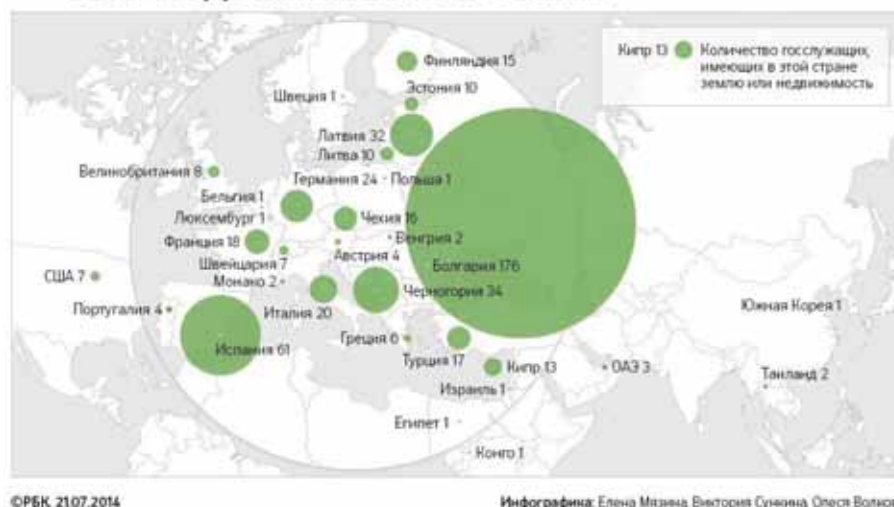 Финляндия 15
Кипр 13
Количество госслужащих,
имеющих в этой стране
землю или недвижимость
Швеция 1
Эстония 10
Латвия 32
Литва 10
Великобритания 8
Германия 24
Польша 1
Бельгия 1
Люксембург 1
Чехия 16
Франция 18
Венгрия 2
Швейцария 7
Австрия 4
Болгария 176
США 7
Монако 2
Черногория 34
Португалия 4
Италия 20
Южная Корея 1
Испания 61
Греция 6
Турция 17
Кипр 13
ОАЭ 3
Таиланд 2
Израиль 1
Египет 1
Конго 1
©РБК, 21.07.2014
Инфографика: Елена Мязина, Виктория Сункина, Олеся Волкова